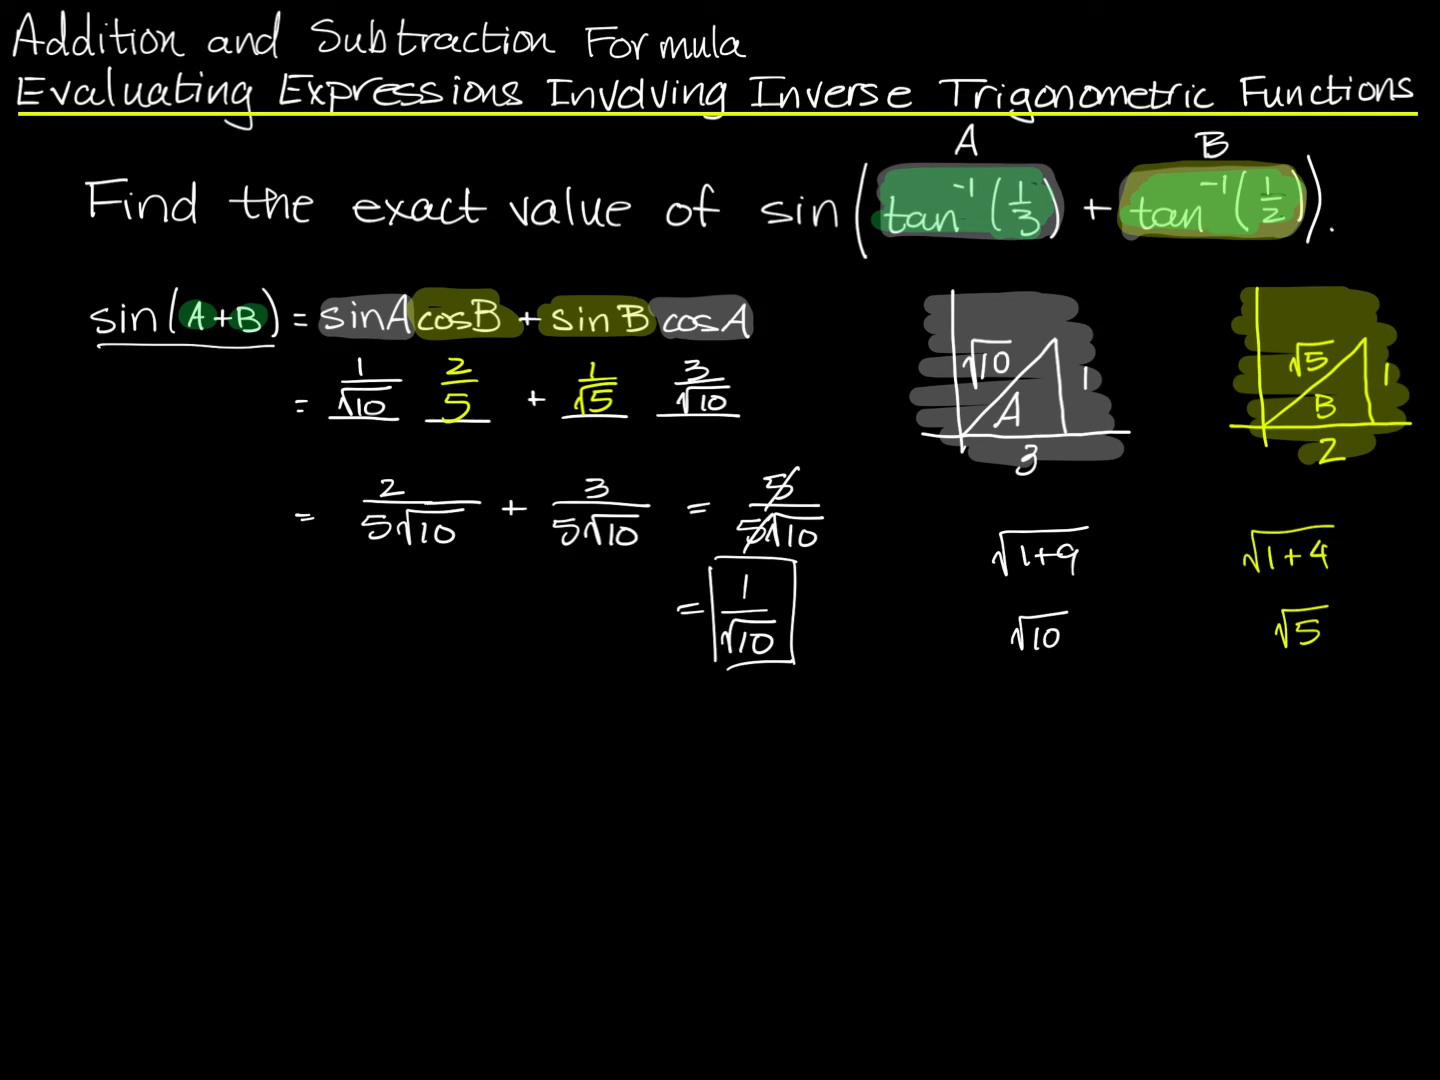 Addition and Subtraction Formula
Evaluating Expressions Involving Inverse Trigonometric Functions
A B
Find the exact value of sin(tan⁻¹(1/3) + tan⁻¹(1/2)).
sin(A+B) = sinA cosB + sinB cosA
= 1/√10 2/5 + 1/√5 3/√10
√10 1 A 3
√5 1 B 2
= 2/5√10 + 3/5√10 = 5/5√10
= 1/√10
√1+9 √1+4
√10 √5